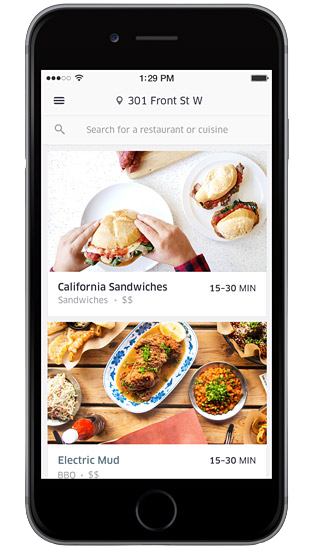 1:29 PM
301 Front St W
Search for a restaurant or cuisine
California Sandwiches 15-30 MIN
Sandwiches • $$
Electric Mud 15-30 MIN
BBQ • $$